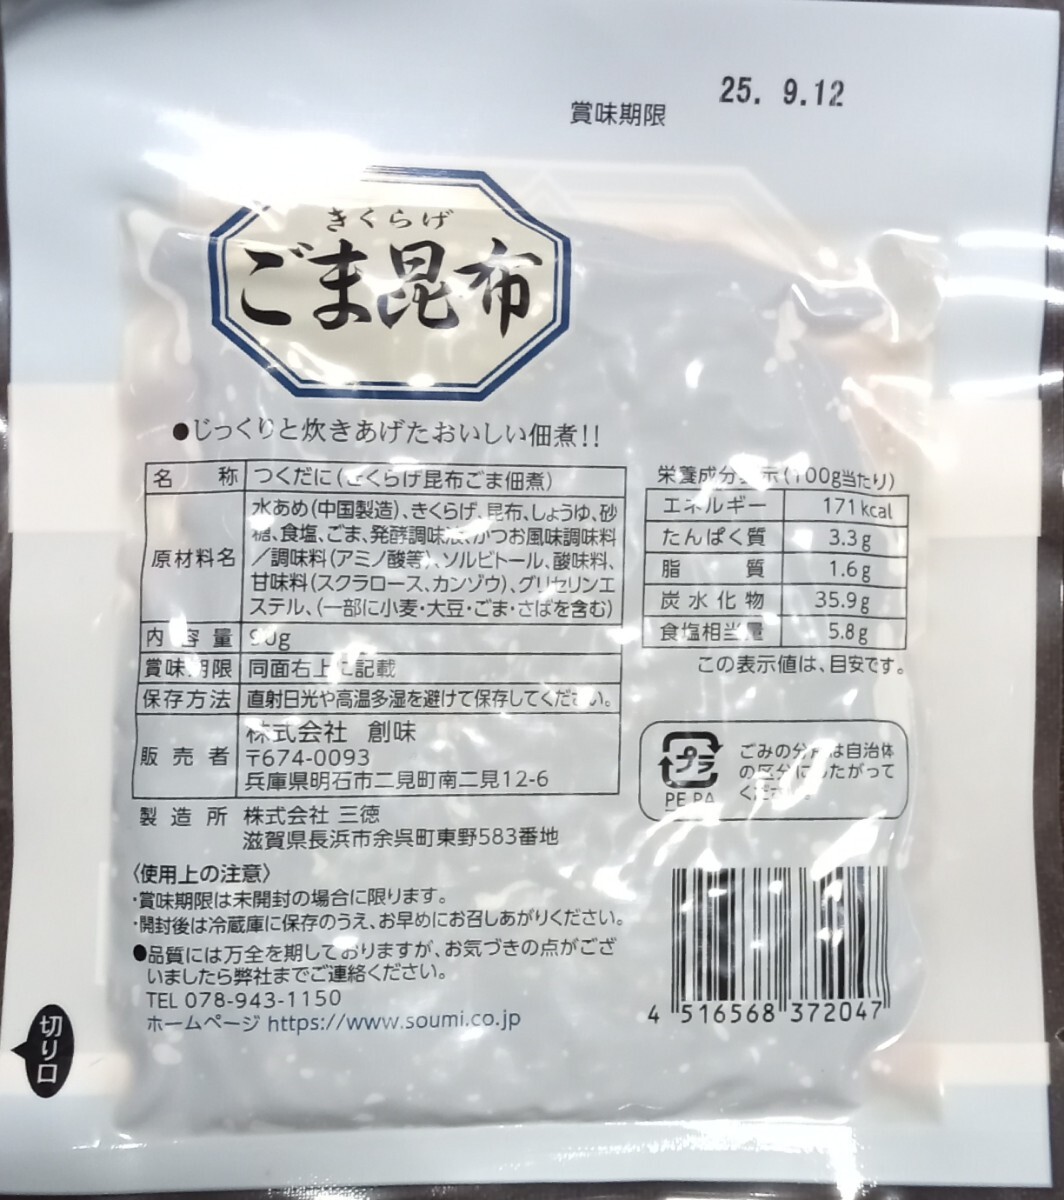 25. 9.12
賞味期限
きくらげ
ごま昆布
●じっくりと炊きあげたおいしい佃煮!!
名称 つくだに(きくらげ昆布ごま佃煮)
原材料名 水あめ(中国製造)、きくらげ、昆布、しょうゆ、砂
糖、食塩、ごま、発酵調味液、かつお風味調味料
/調味料(アミノ酸等)、ソルビトール、酸味料、
甘味料(スクラロース、カンゾウ)、グリセリンエ
ステル、(一部に小麦・大豆・ごま・さばを含む)
内容量 90g
賞味期限 同面右上に記載
保存方法 直射日光や高温多湿を避けて保存してください。
販売者 株式会社 創味
〒674-0093
兵庫県明石市二見町南二見12-6
製造所 株式会社 三徳
滋賀県長浜市余呉町東野583番地
〈使用上の注意〉
・賞味期限は未開封の場合に限ります。
・開封後は冷蔵庫に保存のうえ、お早めにお召しあがりください。
●品質には万全を期しておりますが、お気づきの点がござ
いましたら弊社までご連絡ください。
TEL 078-943-1150
ホームページ https://www.soumi.co.jp
栄養成分表示(100g当たり)
エネルギー 171kcal
たんぱく質 3.3g
脂質 1.6g
炭水化物 35.9g
食塩相当量 5.8g
この表示値は、目安です。
プラ
PE,PA
ごみの分別は自治体
の区分にしたがって
ください。
4 516568 372047
切り口